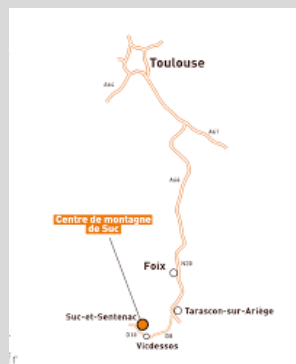 Toulouse
A64
A61
A66
Centre de montagne
de Suc
Foix
N20
Suc-et-Sentenac
Tarascon-sur-Ariège
D18
D8
Vicdessos